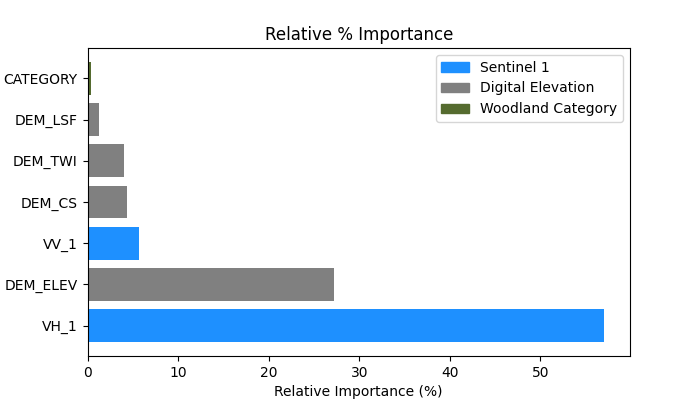 Relative % Importance
Sentinel 1
Digital Elevation
Woodland Category
CATEGORY
DEM_LSF
DEM_TWI
DEM_CS
VV_1
DEM_ELEV
VH_1
0 10 20 30 40 50
Relative Importance (%)